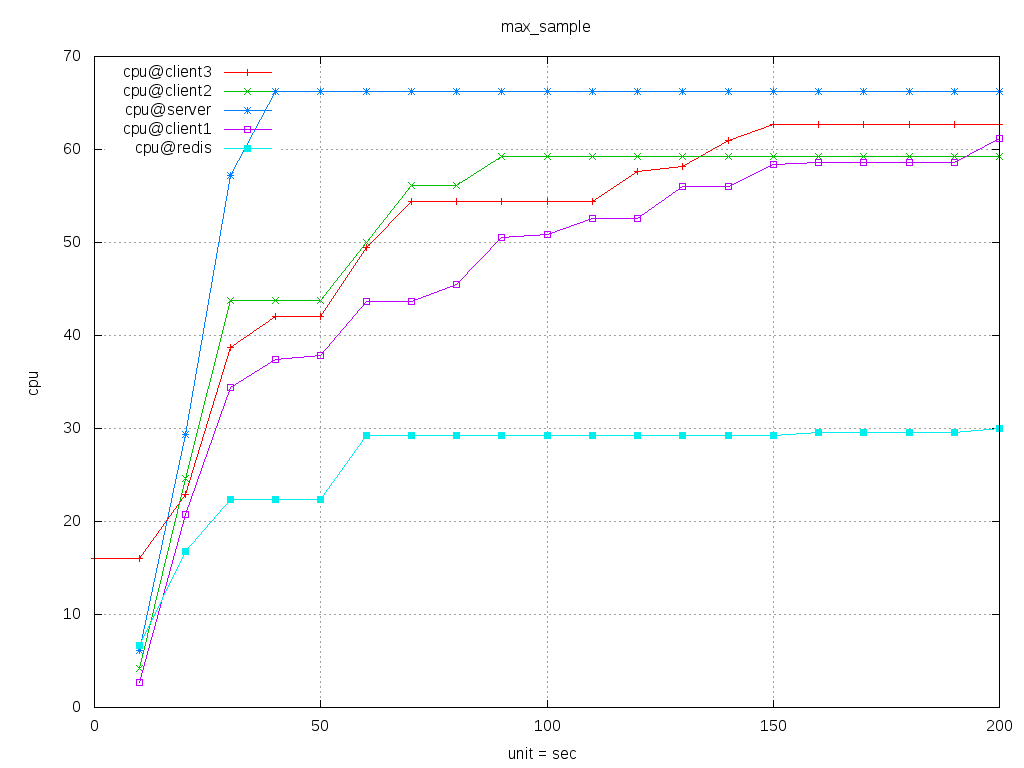 max_sample
70
60
50
40
30
20
10
0
cpu@client3
cpu@client2
cpu@server
cpu@client1
cpu@redis
cpu
0 50 100 150 200
unit = sec